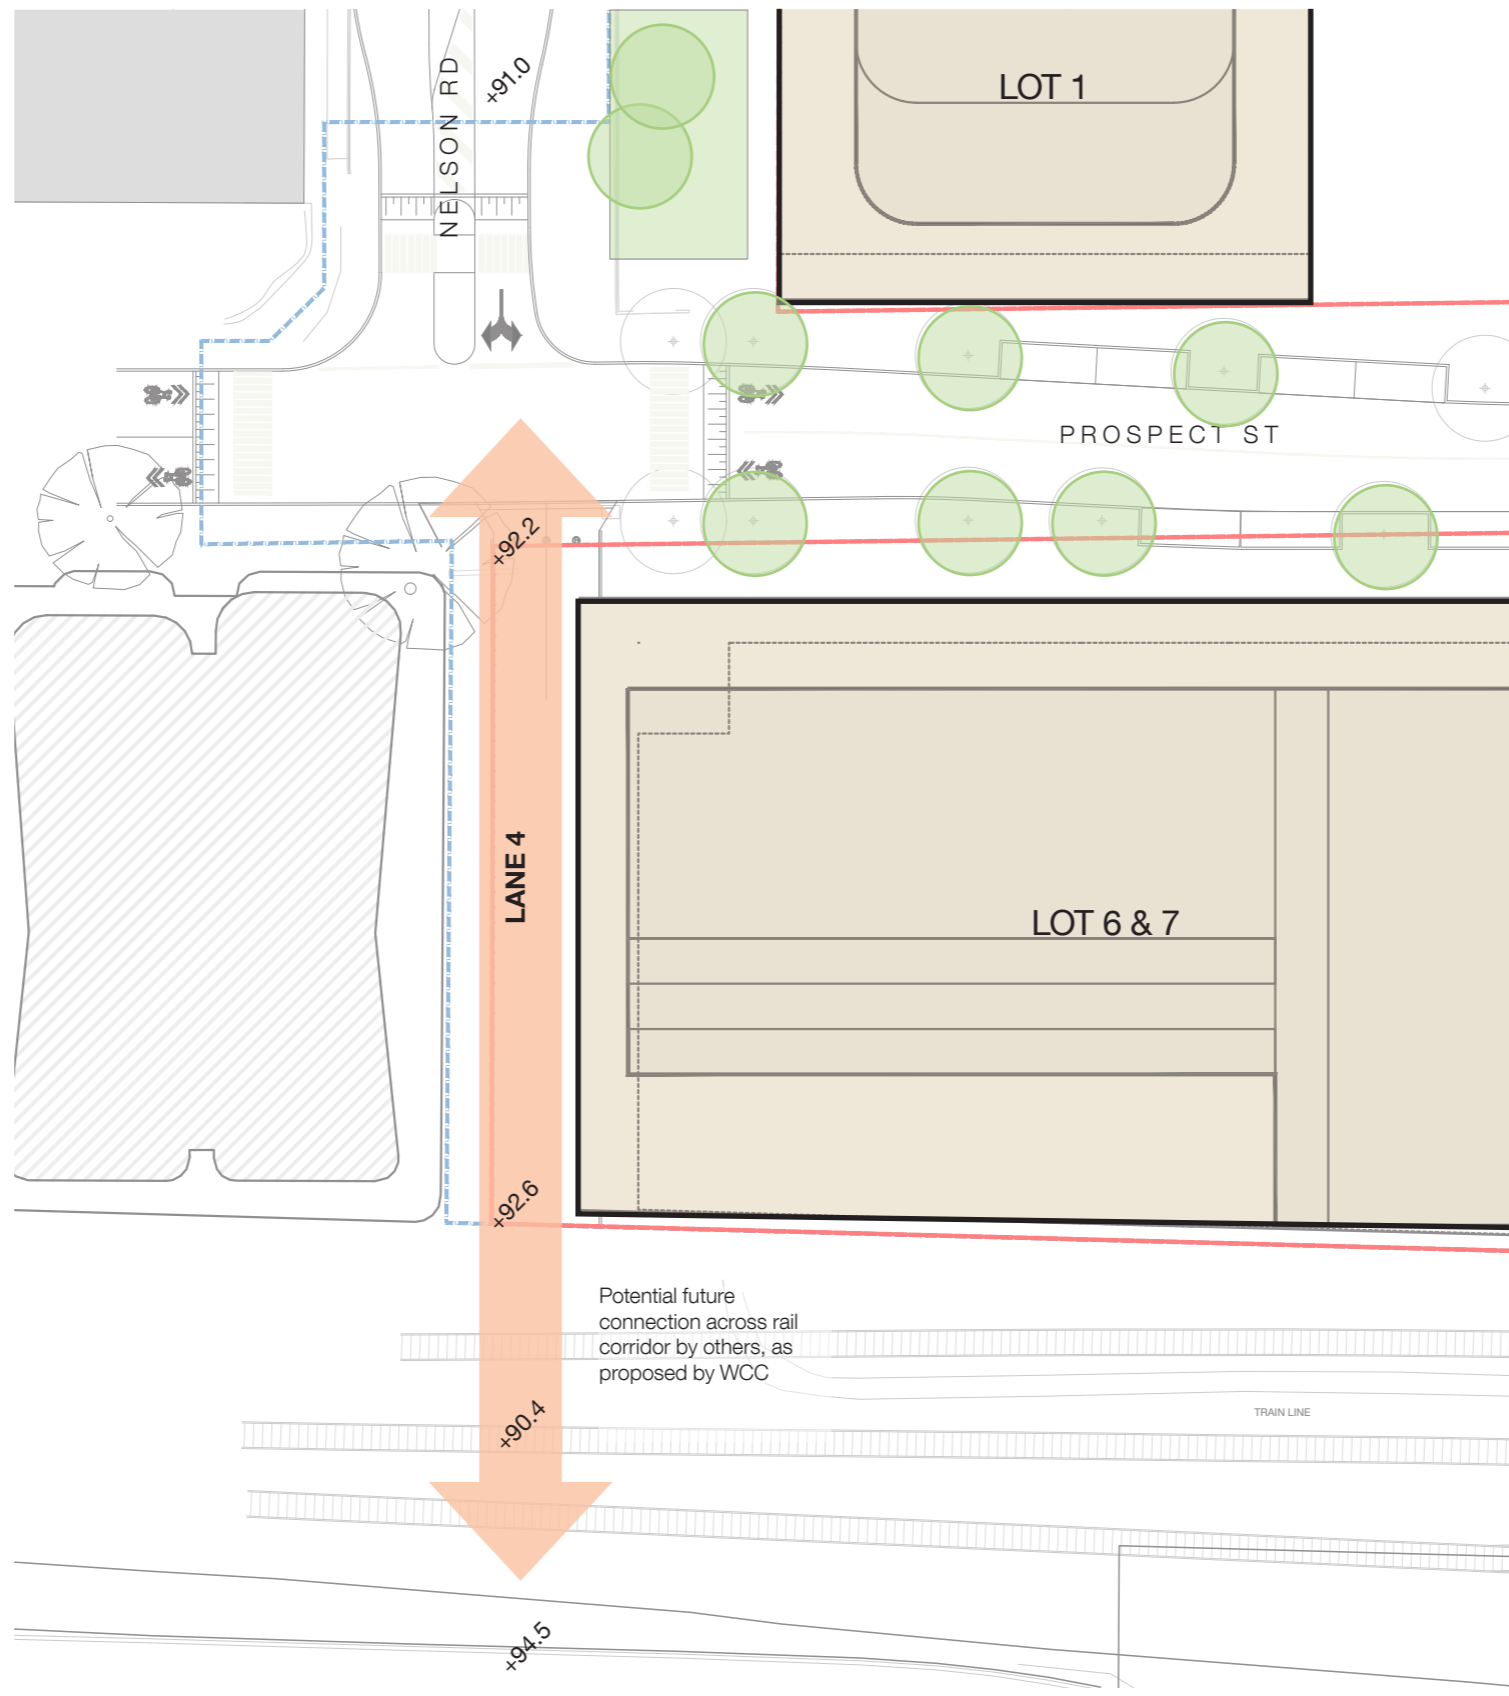 NELSON RD
+91.0
LOT 1
PROSPECT ST
+92.2
LANE 4
LOT 6 & 7
+92.6
Potential future
connection across rail
corridor by others, as
proposed by WCC
+90.4
TRAIN LINE
+94.5